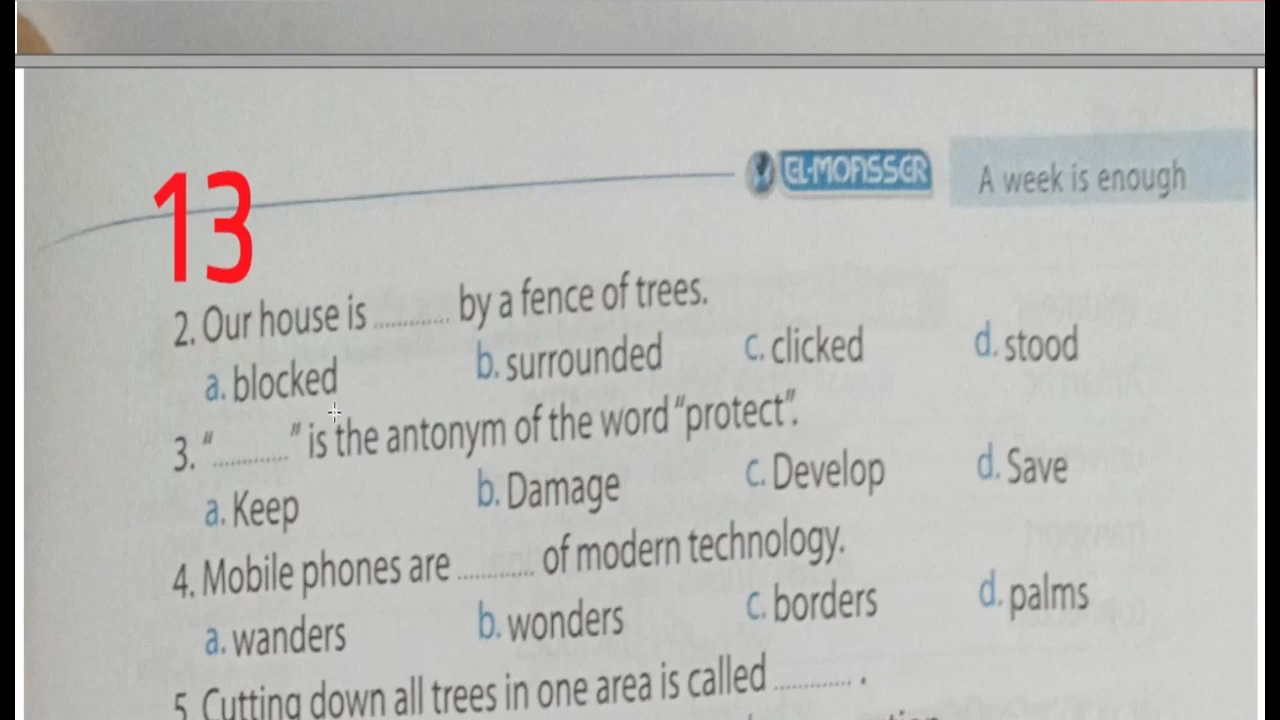 EL-MOASSER A week is enough
13
2. Our house is ............ by a fence of trees.
a. blocked b. surrounded c. clicked d. stood
3. "............" is the antonym of the word "protect".
a. Keep b. Damage c. Develop d. Save
4. Mobile phones are ............ of modern technology.
a. wanders b. wonders c. borders d. palms
5 Cutting down all trees in one area is called ............ .